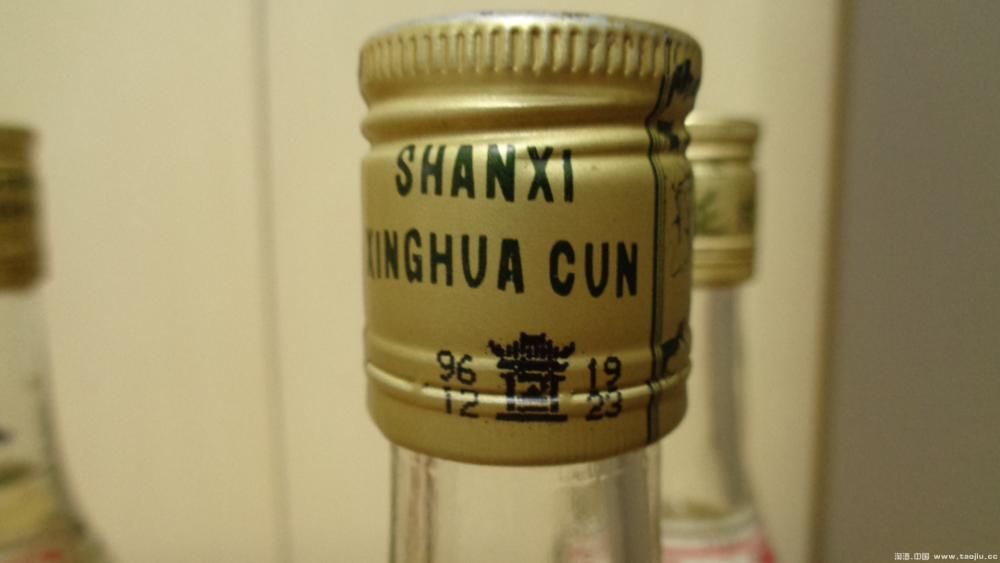 SHANXI
XINGHUA CUN
96 19
12 23
淘酒.中国 www.taojiu.cc